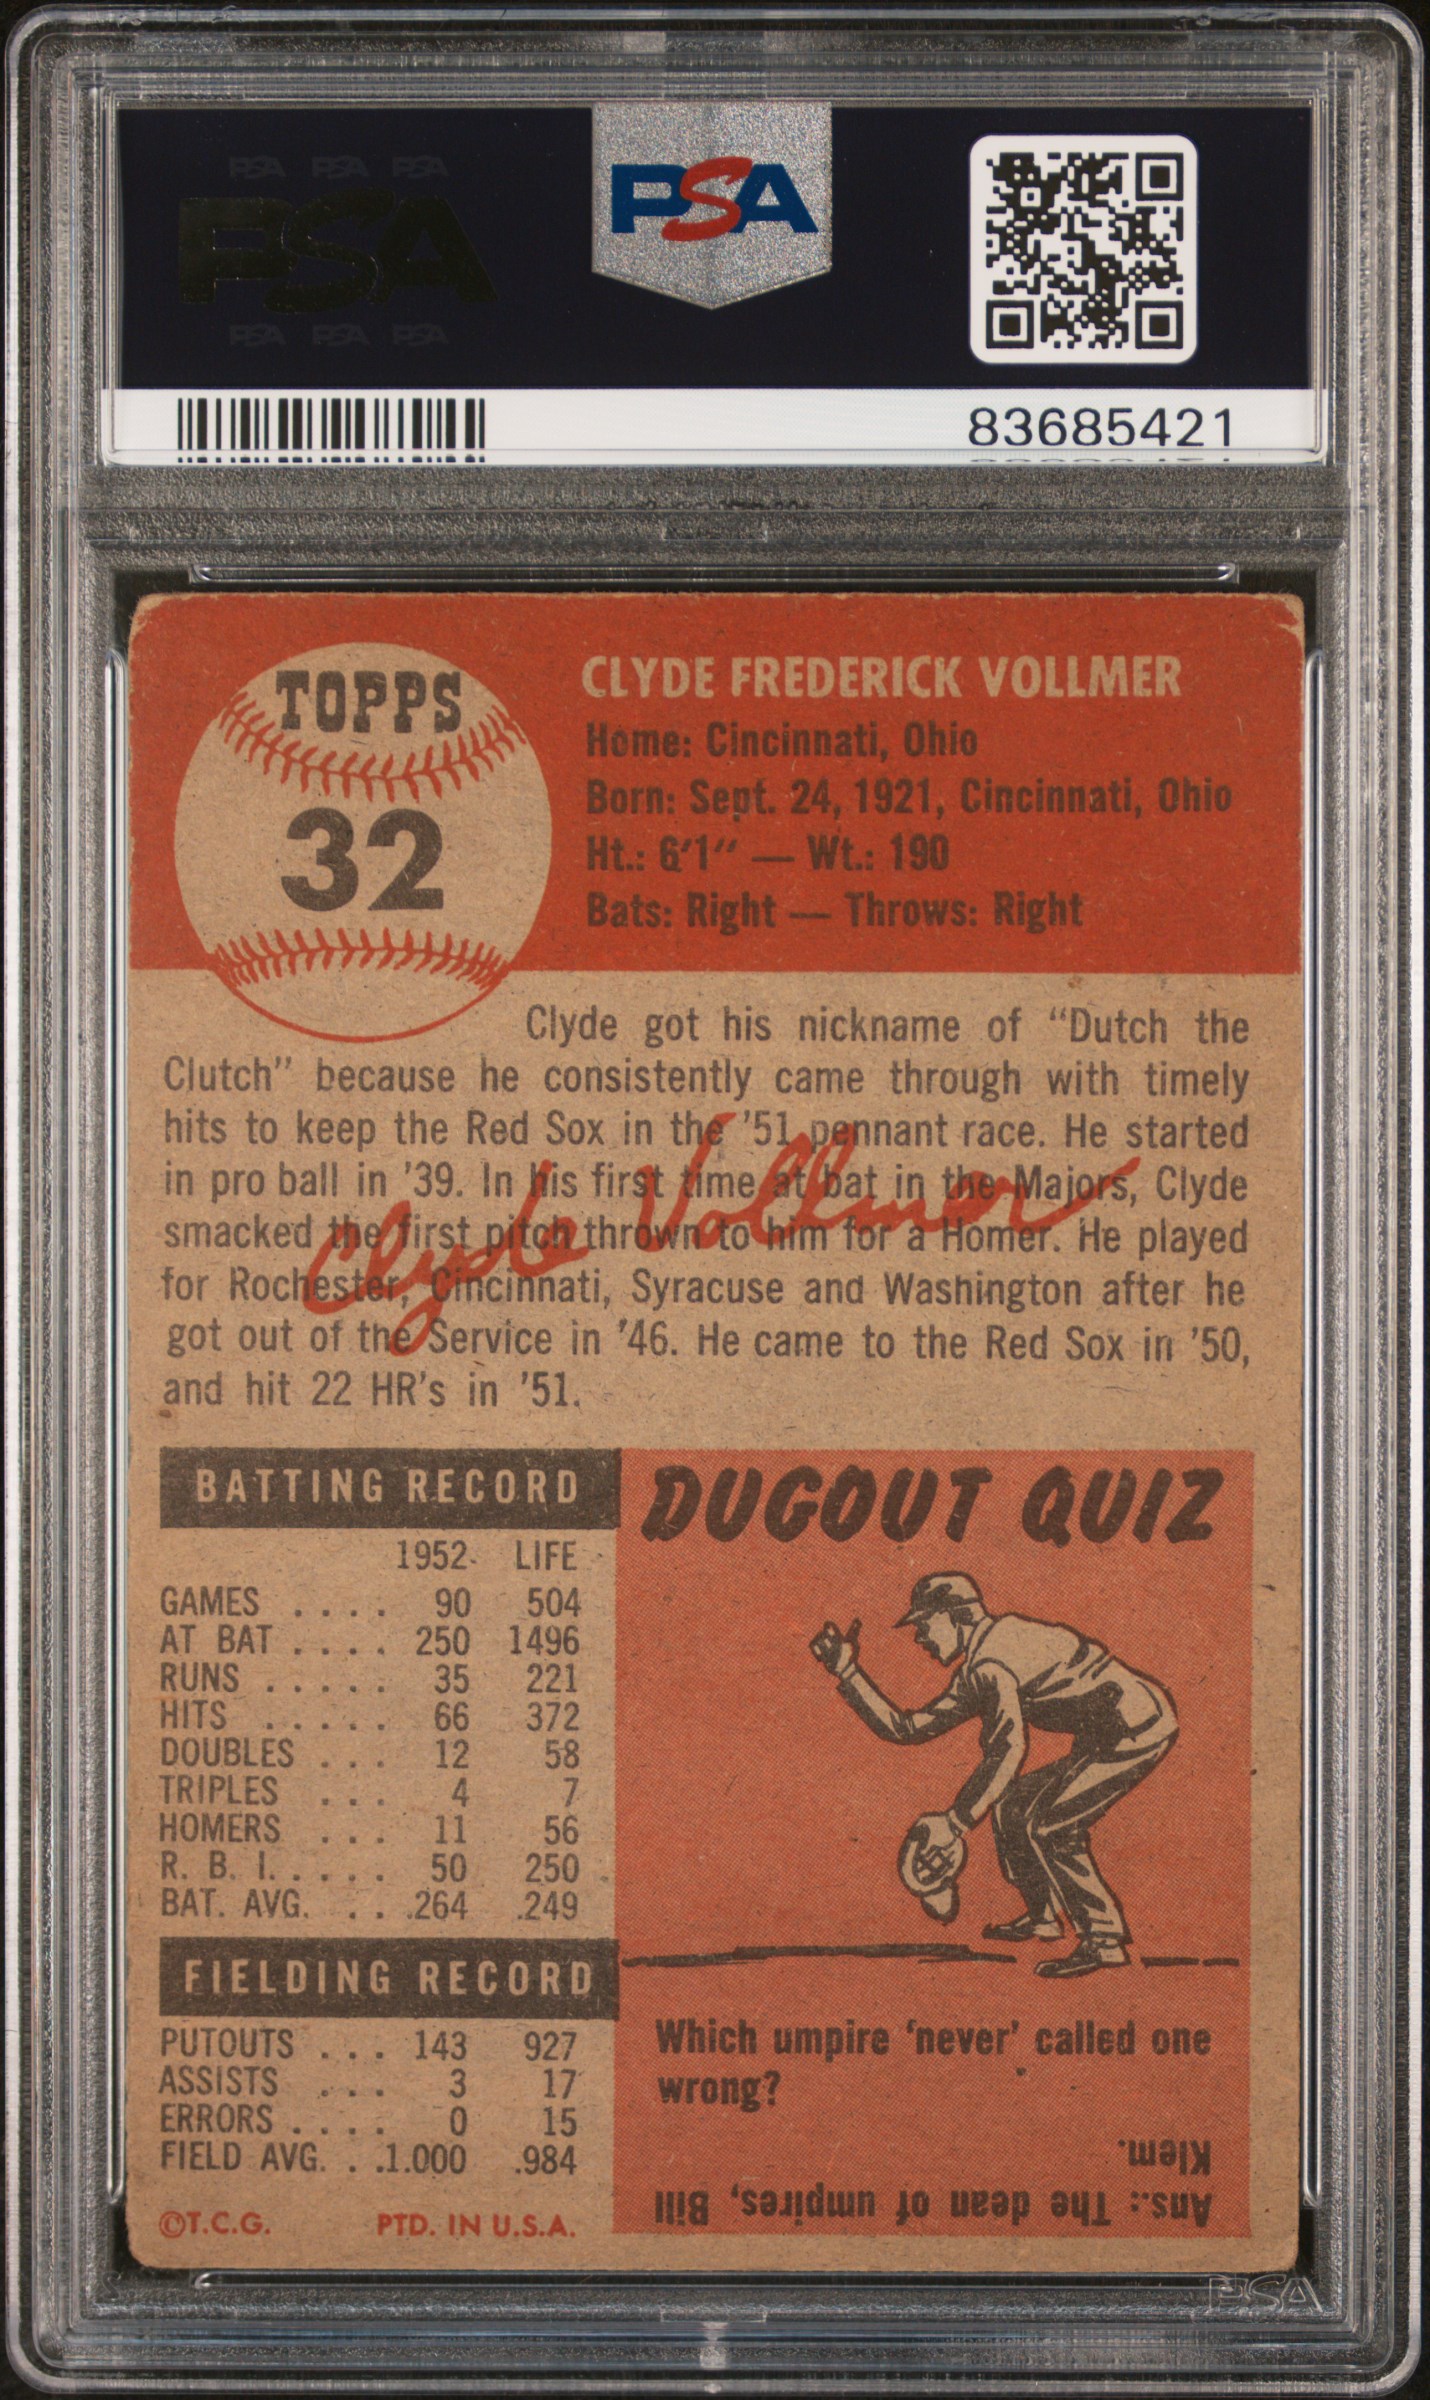 PSA PSA PSA
PSA
PSA PSA PSA
PSA
83685421
TOPPS
32
CLYDE FREDERICK VOLLMER
Home: Cincinnati, Ohio
Born: Sept. 24, 1921, Cincinnati, Ohio
Ht.: 6'1" — Wt.: 190
Bats: Right — Throws: Right
Clyde got his nickname of "Dutch the
Clutch" because he consistently came through with timely
hits to keep the Red Sox in the '51 pennant race. He started
in pro ball in '39. In his first time at bat in the Majors, Clyde
smacked the first pitch thrown to him for a Homer. He played
for Rochester, Cincinnati, Syracuse and Washington after he
got out of the Service in '46. He came to the Red Sox in '50,
and hit 22 HR's in '51.
Clyde Vollmer
BATTING RECORD
1952 LIFE
GAMES .... 90 504
AT BAT .... 250 1496
RUNS ..... 35 221
HITS ..... 66 372
DOUBLES ... 12 58
TRIPLES ... 4 7
HOMERS ... 11 56
R. B. I. .... 50 250
BAT. AVG. .. .264 .249
FIELDING RECORD
PUTOUTS ... 143 927
ASSISTS ... 3 17
ERRORS .... 0 15
FIELD AVG. . .1.000 .984
©T.C.G. PTD. IN U.S.A.
DUGOUT QUIZ
Which umpire 'never' called one
wrong?
Ans.: The dean of umpires, Bill
Klem.
PSA